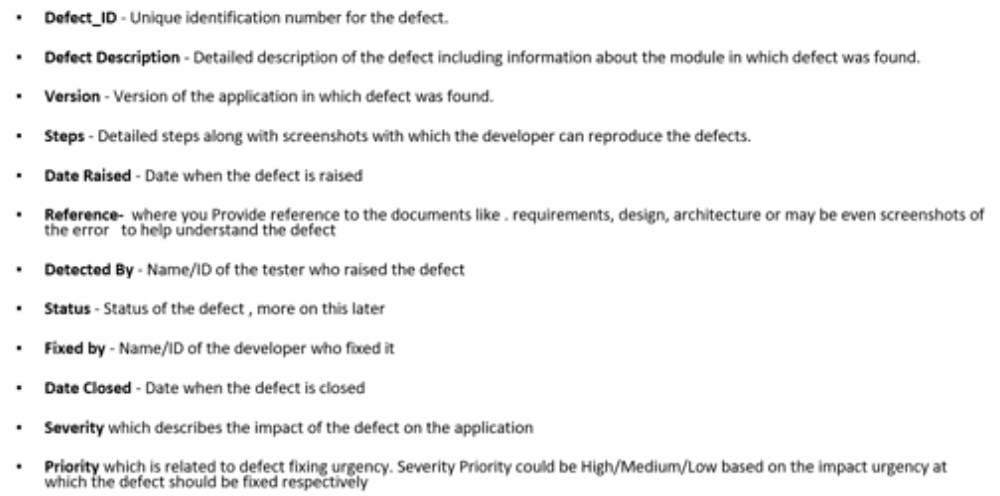 ▪ Defect_ID - Unique identification number for the defect.
▪ Defect Description - Detailed description of the defect including information about the module in which defect was found.
▪ Version - Version of the application in which defect was found.
▪ Steps - Detailed steps along with screenshots with which the developer can reproduce the defects.
▪ Date Raised - Date when the defect is raised
▪ Reference- where you Provide reference to the documents like . requirements, design, architecture or may be even screenshots of
the error to help understand the defect
▪ Detected By - Name/ID of the tester who raised the defect
▪ Status - Status of the defect , more on this later
▪ Fixed by - Name/ID of the developer who fixed it
▪ Date Closed - Date when the defect is closed
▪ Severity which describes the impact of the defect on the application
▪ Priority which is related to defect fixing urgency. Severity Priority could be High/Medium/Low based on the impact urgency at
which the defect should be fixed respectively